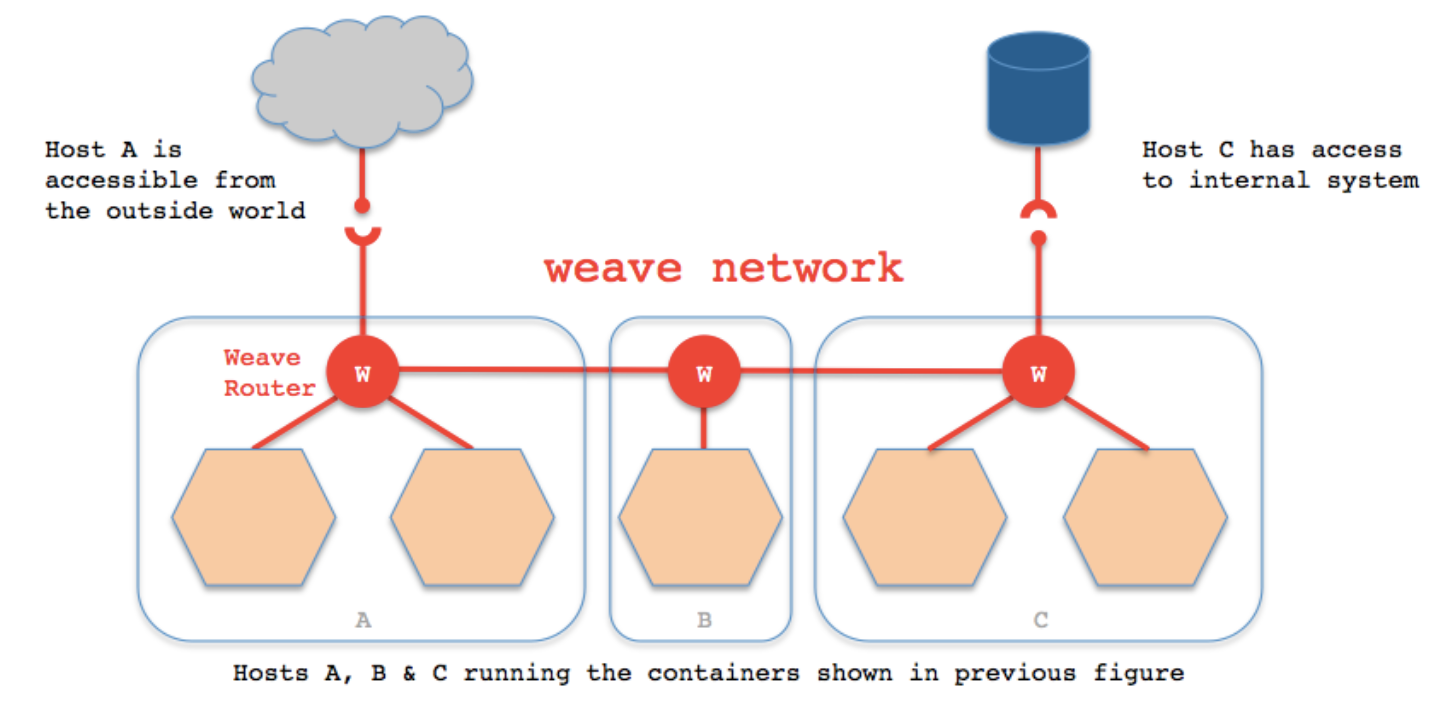 Host A is
accessible from
the outside world
Host C has access
to internal system
weave network
Weave
Router
W
W
W
A
B
C
Hosts A, B & C running the containers shown in previous figure